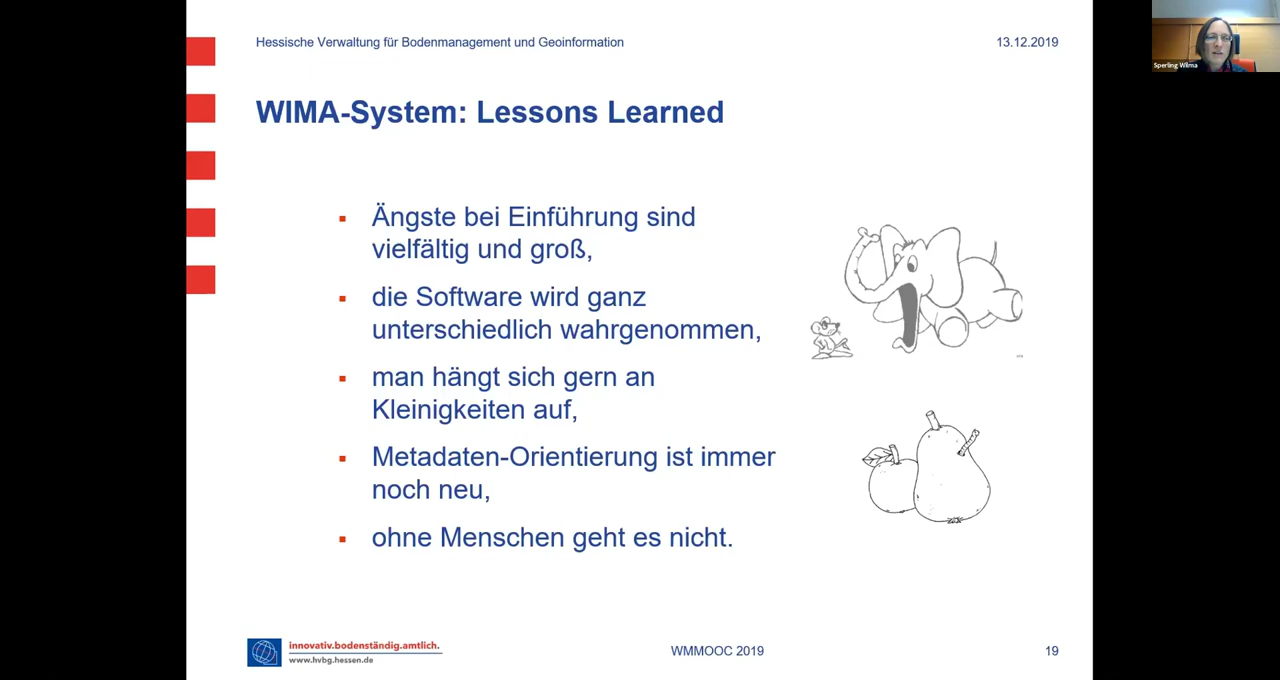 Hessische Verwaltung für Bodenmanagement und Geoinformation
13.12.2019
Sperling Wilma
WIMA-System: Lessons Learned
Ängste bei Einführung sind
vielfältig und groß,
die Software wird ganz
unterschiedlich wahrgenommen,
man hängt sich gern an
Kleinigkeiten auf,
Metadaten-Orientierung ist immer
noch neu,
ohne Menschen geht es nicht.
innovativ.bodenständig.amtlich.
www.hvbg.hessen.de
WMMOOC 2019
19